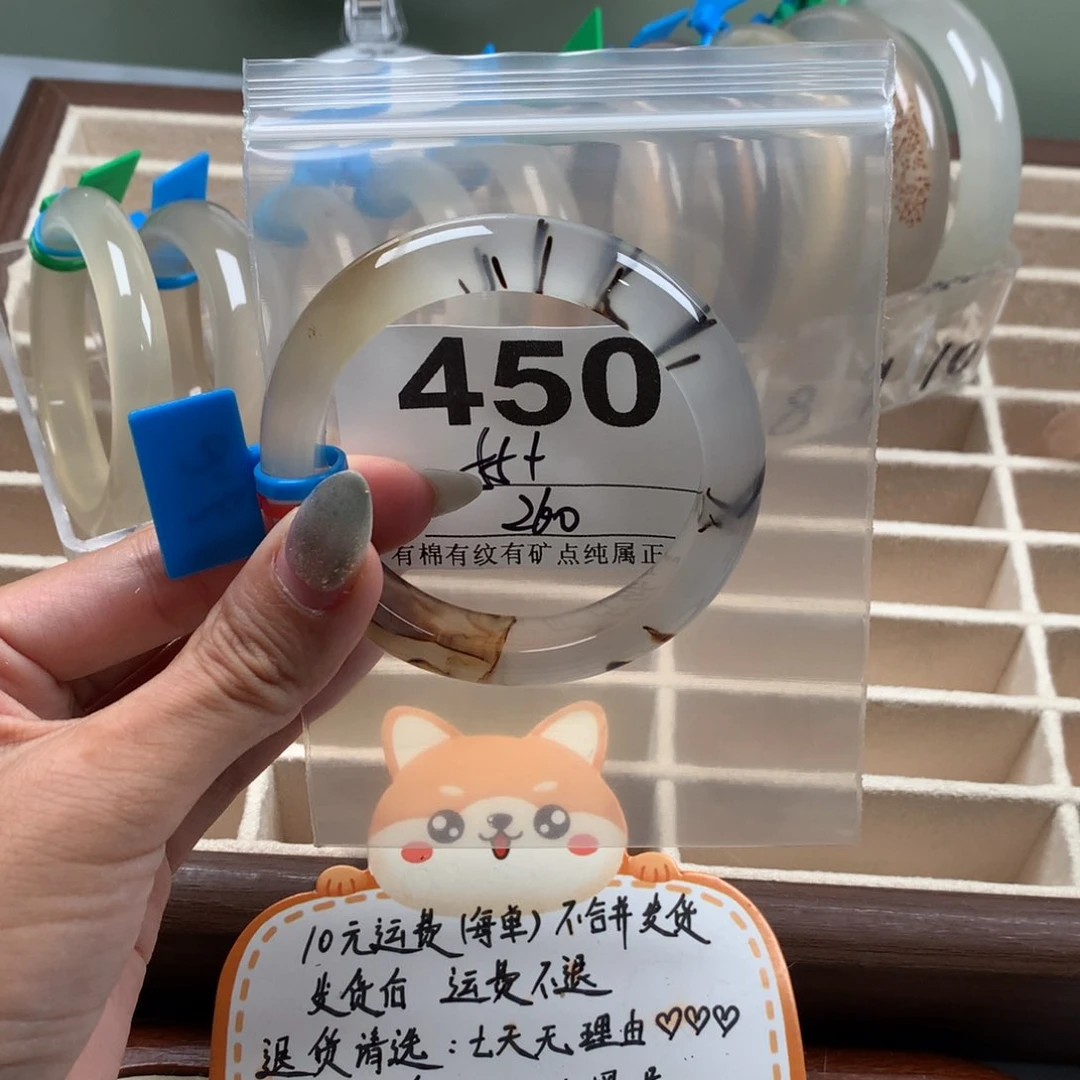 450
260
有棉有纹有矿点纯属正
10
10元运费(每单)不合并发货
发货后 运费不退
退货请选:七天无理由♡♡♡